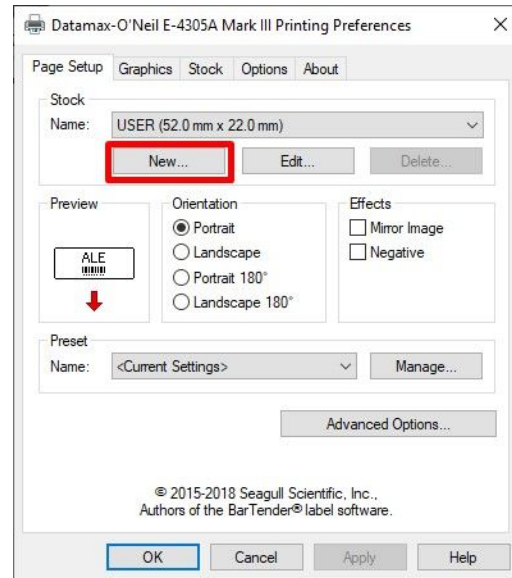 Datamax-O'Neil E-4305A Mark III Printing Preferences
Page Setup Graphics Stock Options About
Stock
Name: USER (52.0 mm x 22.0 mm)
New... Edit... Delete...
Preview Orientation Effects
Portrait Mirror Image
ALE Landscape Negative
Portrait 180°
Landscape 180°
Preset
Name: <Current Settings> Manage...
Advanced Options...
© 2015-2018 Seagull Scientific, Inc.,
Authors of the BarTender® label software.
OK Cancel Apply Help